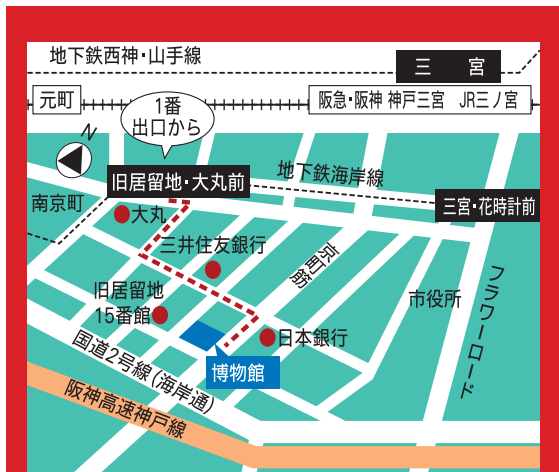 地下鉄西神・山手線
三 宮
元町
阪急・阪神 神戸三宮 JR三ノ宮
1番
出口から
N
旧居留地・大丸前
地下鉄海岸線
三宮・花時計前
南京町
大丸
三井住友銀行
京町筋
フラワーロード
市役所
旧居留地
15番館
日本銀行
博物館
国道2号線(海岸通)
阪神高速神戸線